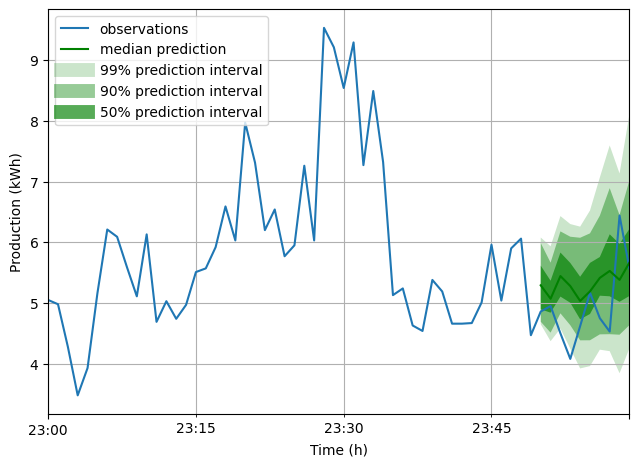 observations
median prediction
99% prediction interval
90% prediction interval
50% prediction interval
Production (kWh)
9
8
7
6
5
4
23:00
23:15
23:30
23:45
Time (h)